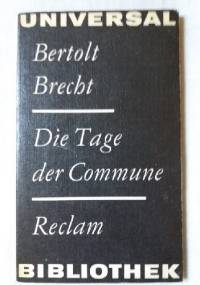 UNIVERSAL
Bertolt
Brecht
Die Tage
der Commune
Reclam
BIBLIOTHEK